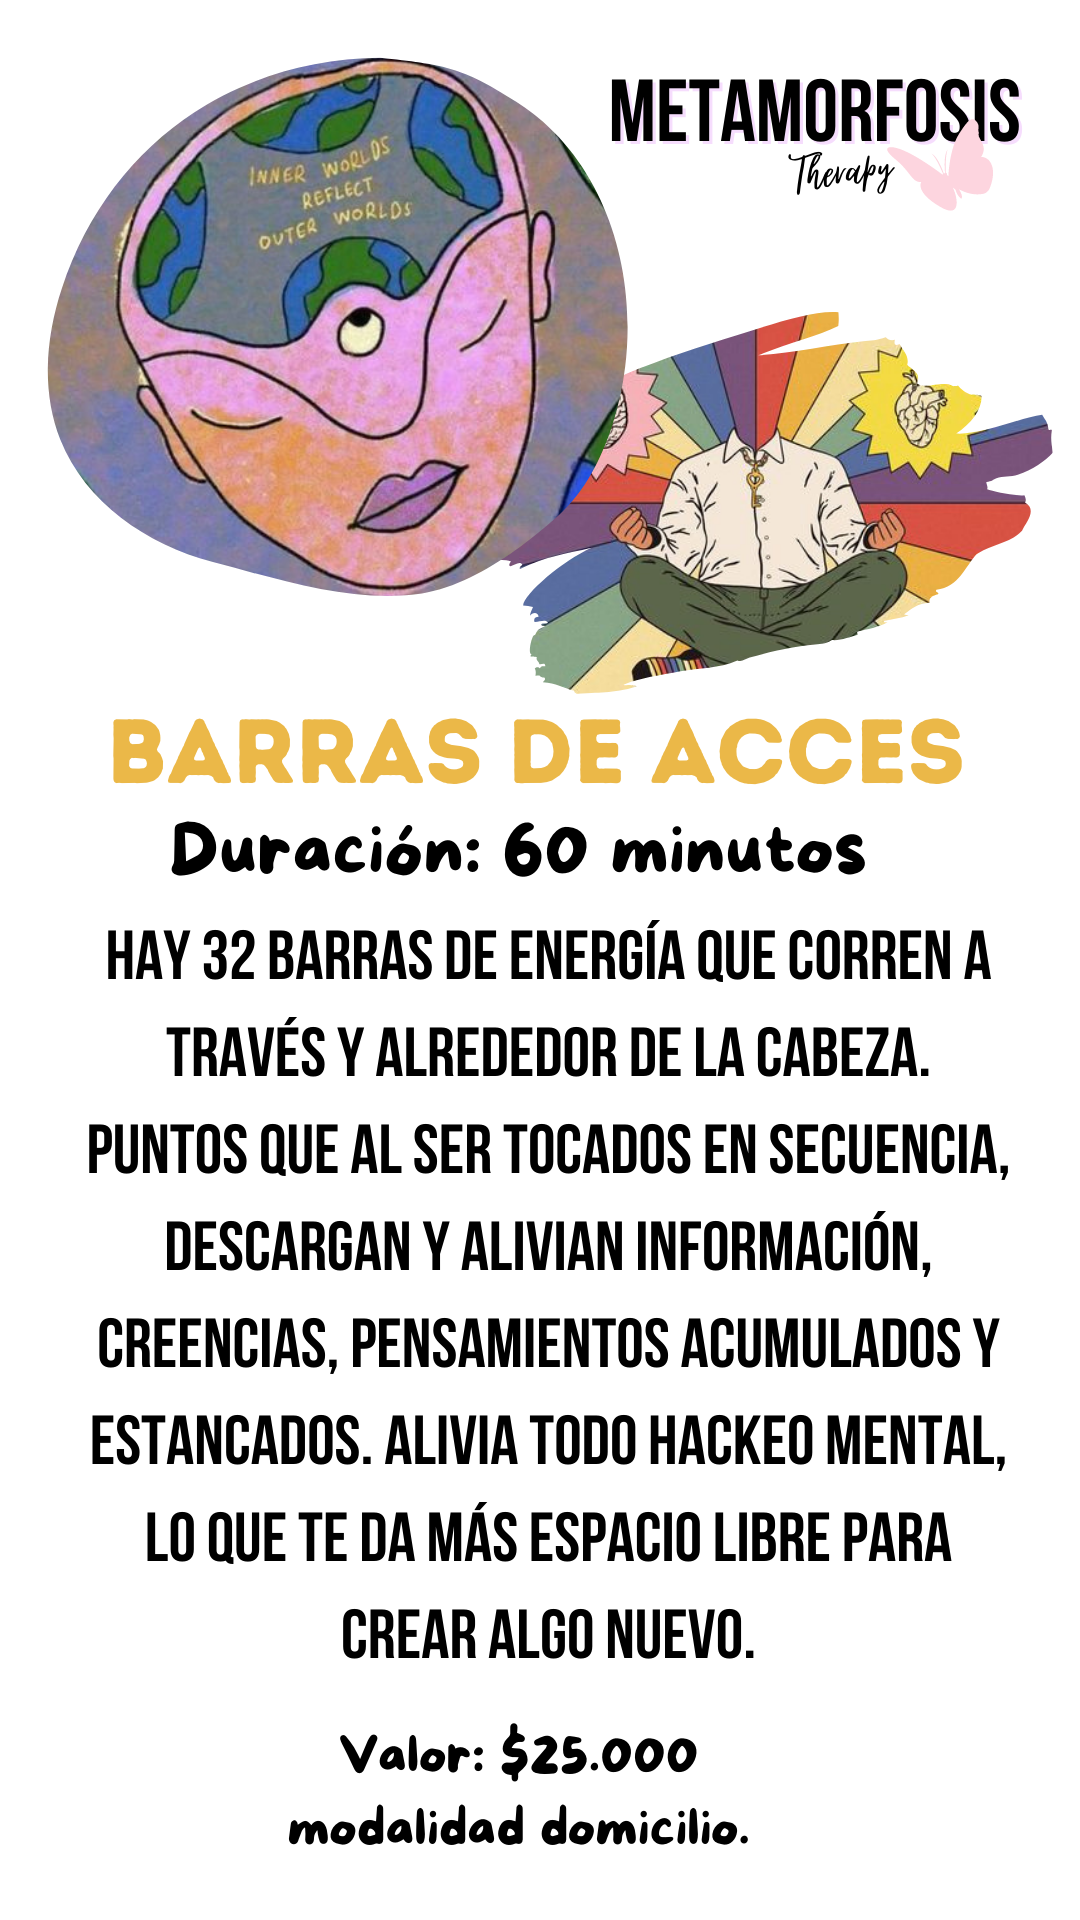 INNER WORLDS
REFLECT
OUTER WORLDS
METAMORFOSIS
Therapy
BARRAS DE ACCES
Duración: 60 minutos
HAY 32 BARRAS DE ENERGÍA QUE CORREN A
TRAVÉS Y ALREDEDOR DE LA CABEZA.
PUNTOS QUE AL SER TOCADOS EN SECUENCIA,
DESCARGAN Y ALIVIAN INFORMACIÓN,
CREENCIAS, PENSAMIENTOS ACUMULADOS Y
ESTANCADOS. ALIVIA TODO HACKEO MENTAL,
LO QUE TE DA MÁS ESPACIO LIBRE PARA
CREAR ALGO NUEVO.
Valor: $25.000
modalidad domicilio.